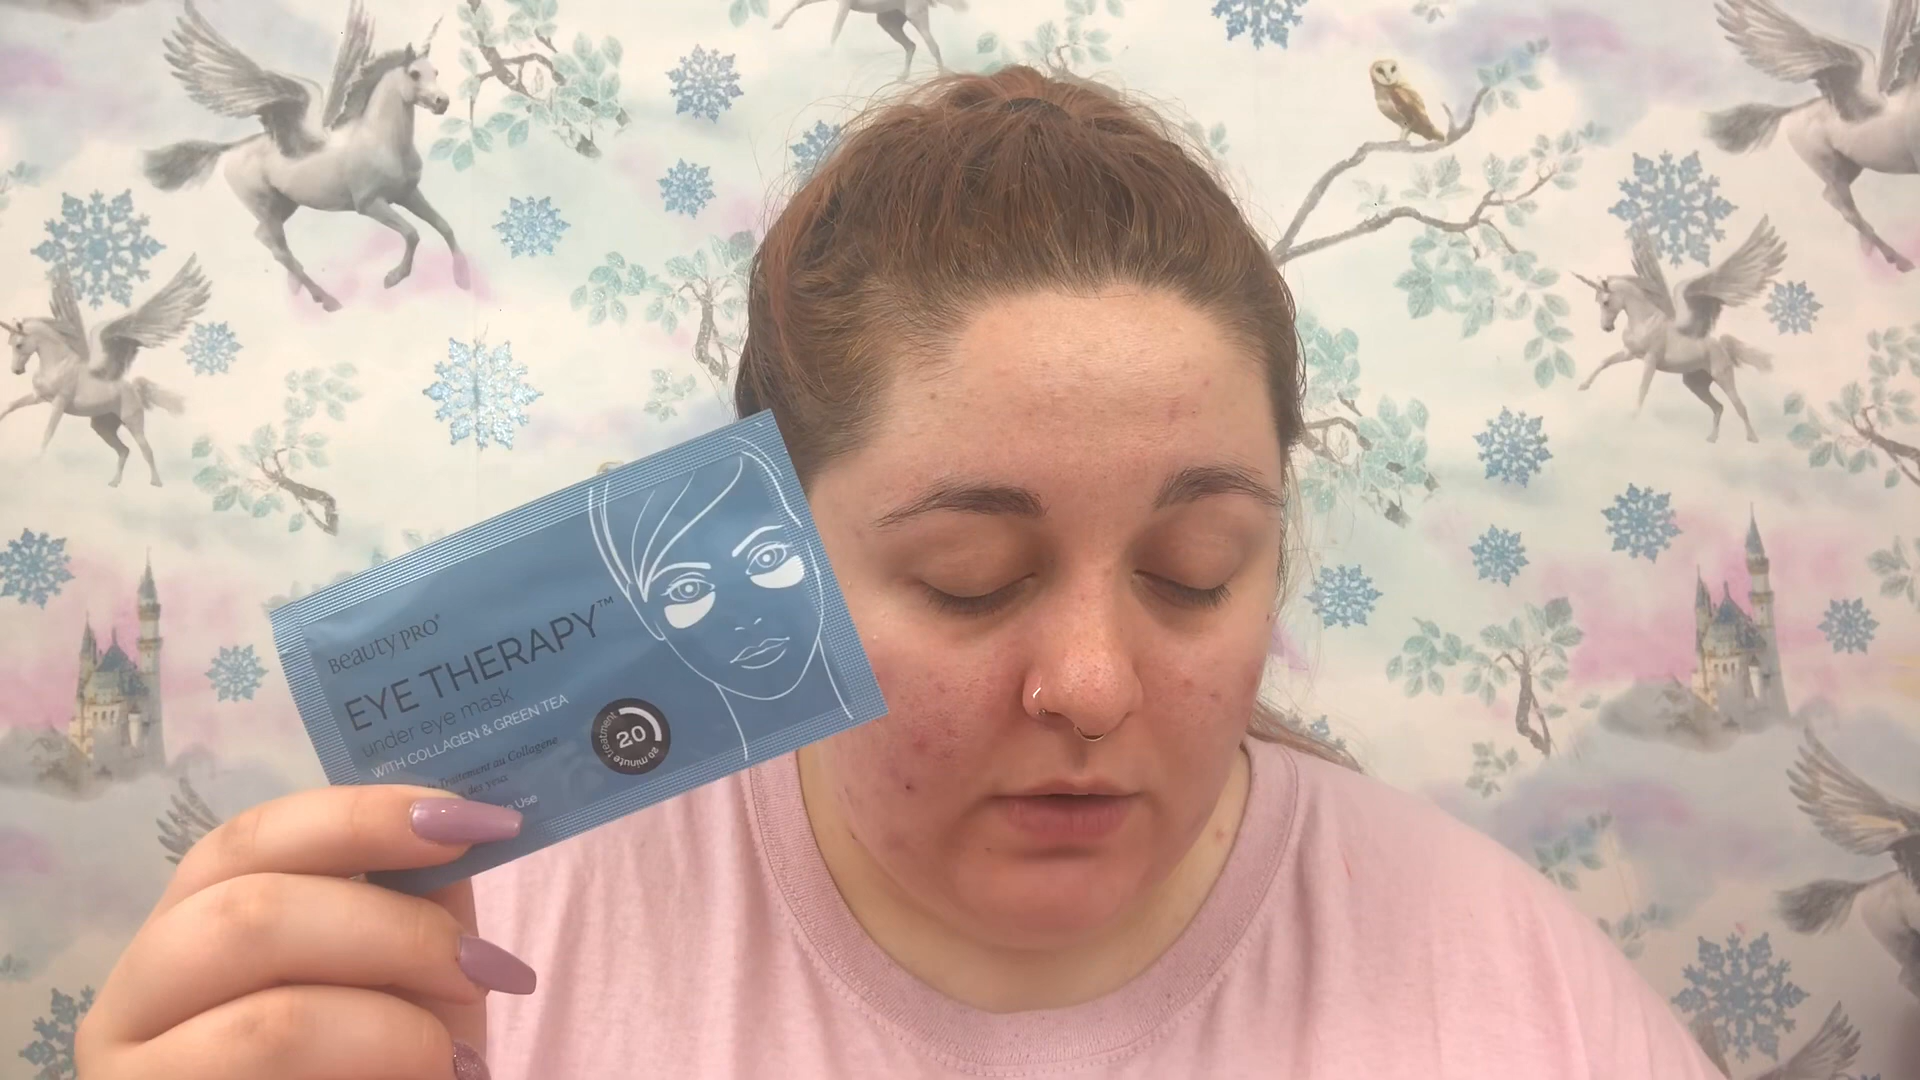 Beauty PRO®
EYE THERAPY™
under eye mask
WITH COLLAGEN & GREEN TEA
Traitement au Collagène
des yeux
Use
20
20 minute treatment